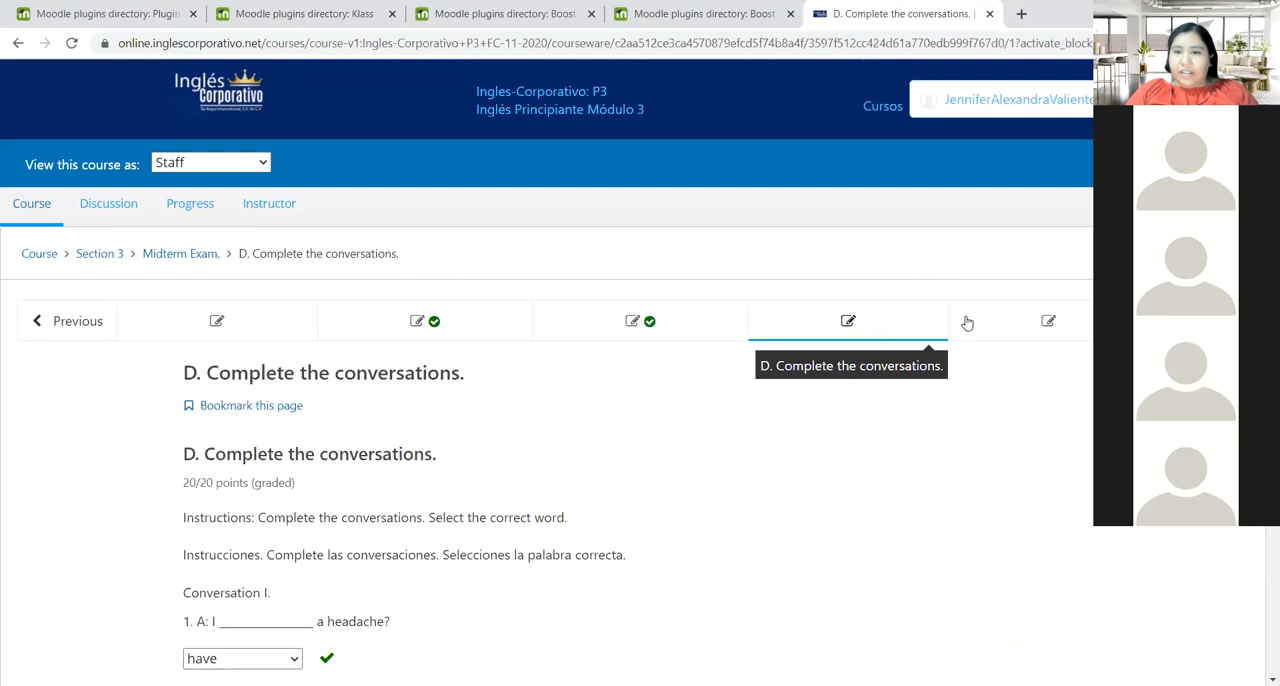 Moodle plugins directory: Plugin
Moodle plugins directory: Klass
Moodle plugins directory: Boost
Moodle plugins directory: Boost
D. Complete the conversations. |
online.inglescorporativo.net/courses/course-v1:Ingles-Corporativo+P3+FC-11-2020/courseware/c2aa512ce3ca4570879efcd5f74b8a4f/3597f512cc424d61a770edb999f767d0/1?activate_block
Inglés
Corporativo
Ingles-Corporativo: P3
Inglés Principiante Módulo 3
Cursos
JenniferAlexandraValiente
View this course as:
Staff
Course
Discussion
Progress
Instructor
Course > Section 3 > Midterm Exam. > D. Complete the conversations.
Previous
D. Complete the conversations.
D. Complete the conversations.
Bookmark this page
D. Complete the conversations.
20/20 points (graded)
Instructions: Complete the conversations. Select the correct word.
Instrucciones. Complete las conversaciones. Selecciones la palabra correcta.
Conversation I.
1. A: I ________________ a headache?
have